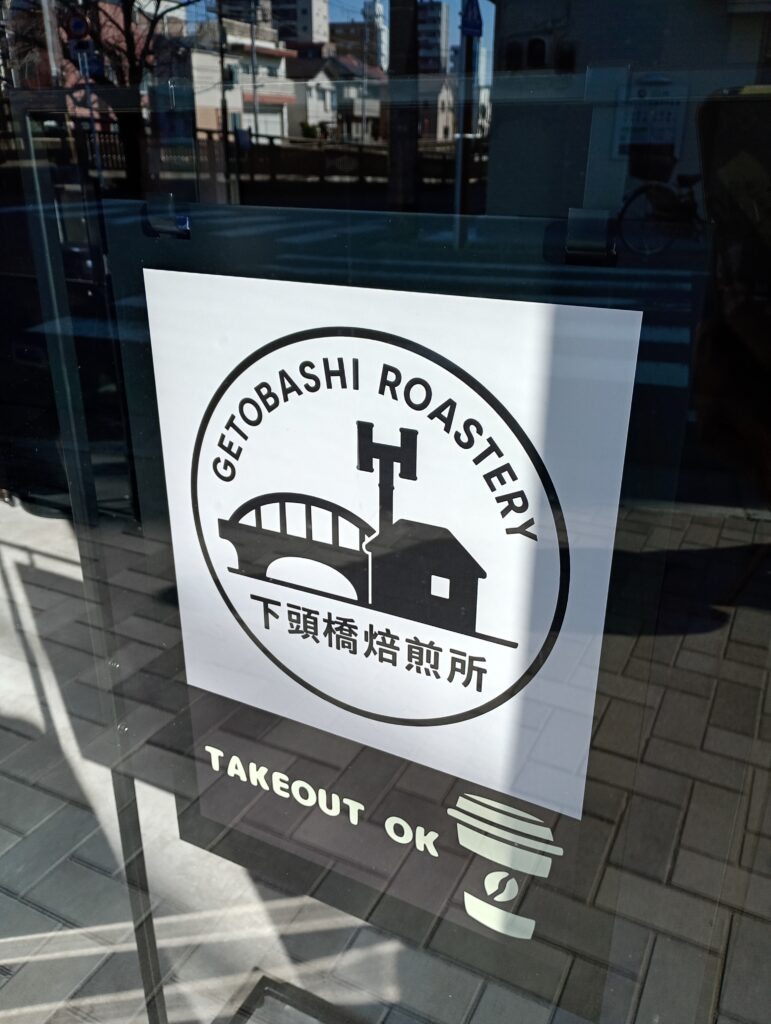 GETOBASHI ROASTERY
下頭橋焙煎所
TAKEOUT OK